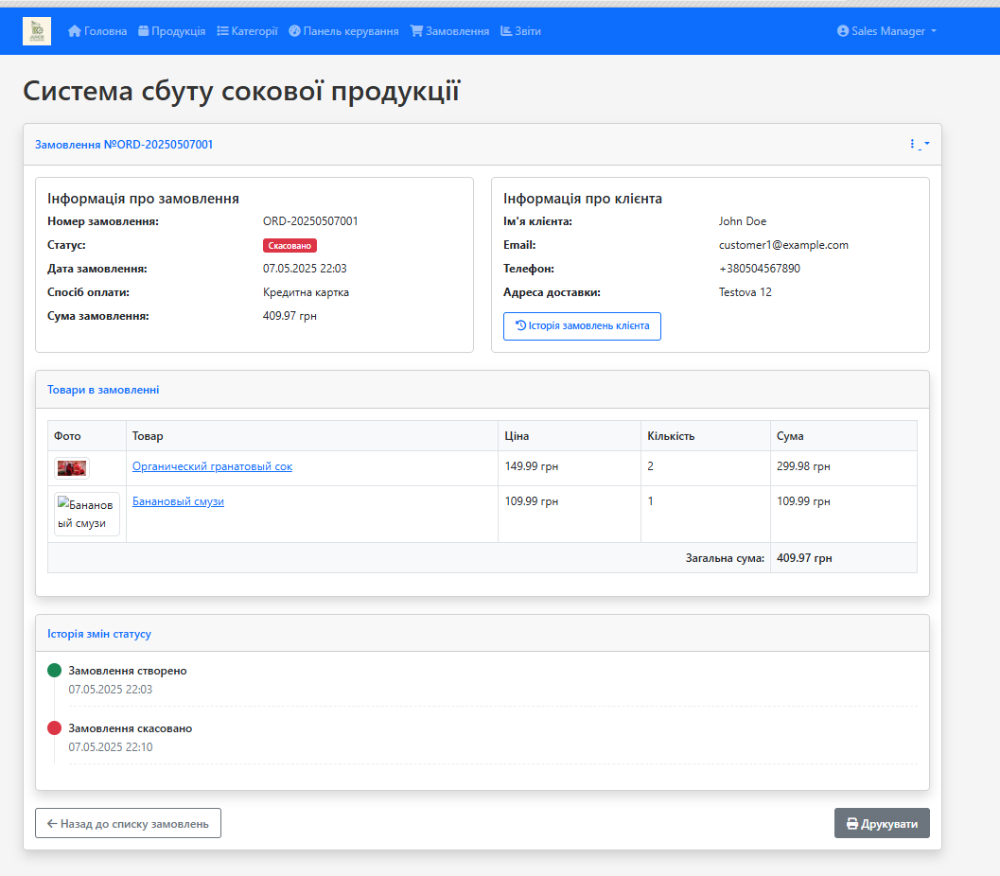 Головна Продукція Категорії Панель керування Замовлення Звіти Sales Manager
Система сбуту сокової продукції
Замовлення №ORD-20250507001
Інформація про замовлення
Номер замовлення: ORD-20250507001
Статус: Скасовано
Дата замовлення: 07.05.2025 22:03
Спосіб оплати: Кредитна картка
Сума замовлення: 409.97 грн
Інформація про клієнта
Ім'я клієнта: John Doe
Email: customer1@example.com
Телефон: +380504567890
Адреса доставки: Testova 12
Історія замовлень клієнта
Товари в замовленні
Фото Товар Ціна Кількість Сума
Органический гранатовый сок 149.99 грн 2 299.98 грн
Бананов
ый смузи
Банановый смузи 109.99 грн 1 109.99 грн
Загальна сума: 409.97 грн
Історія змін статусу
Замовлення створено
07.05.2025 22:03
Замовлення скасовано
07.05.2025 22:10
Назад до списку замовлень
Друкувати